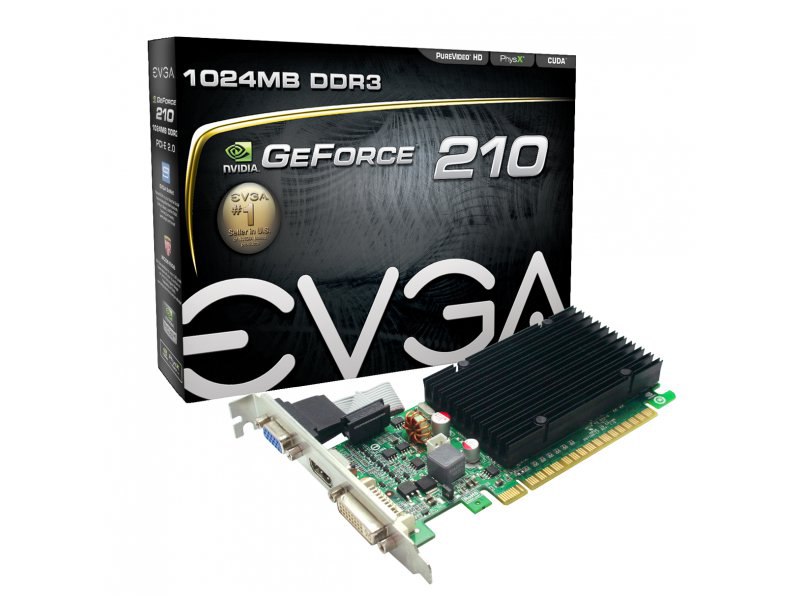 PUREVIDEO HD PhysX CUDA
1024MB DDR3
NVIDIA GEFORCE 210
EVGA
#1
Seller in U.S.
EVGA
EVGA
GEFORCE
210
1024MB DDR3
PCI-E 2.0